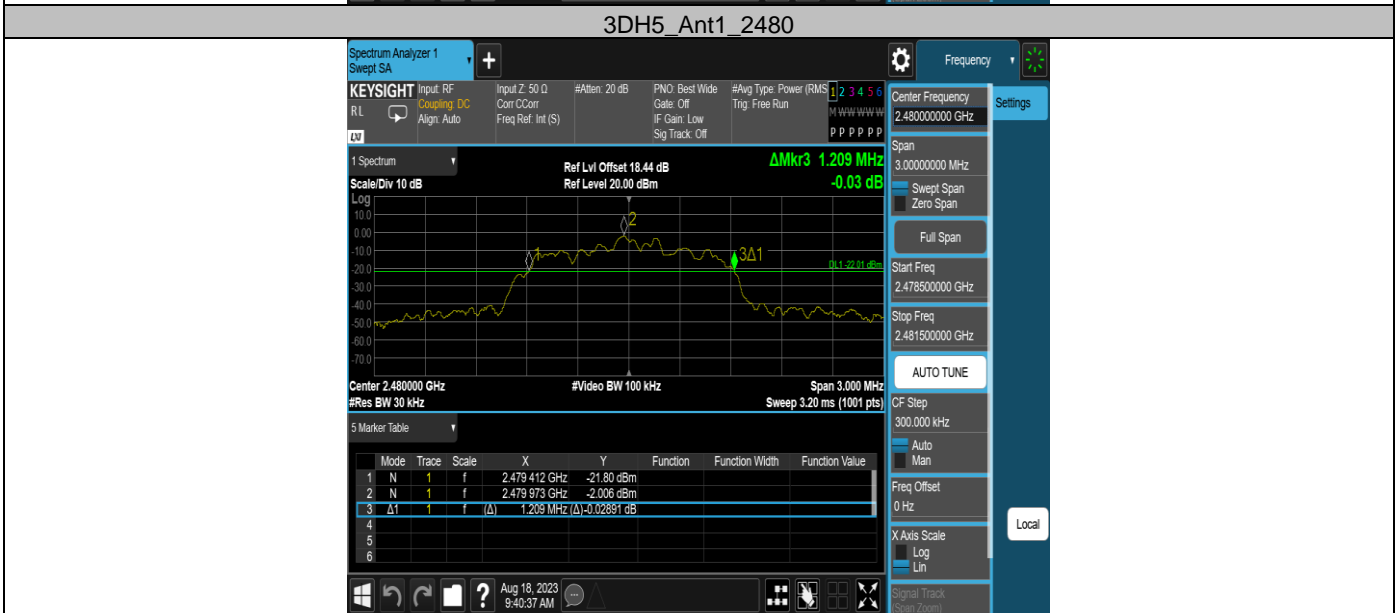 3DH5_Ant1_2480
Spectrum Analyzer 1
Swept SA
+
Frequency
KEYSIGHT
RL
LXI
Input: RF
Coupling: DC
Align: Auto
Input Z: 50 Ω
Corr CCorr
Freq Ref: Int (S)
#Atten: 20 dB
PNO: Best Wide
Gate: Off
IF Gain: Low
Sig Track: Off
#Avg Type: Power (RMS
Trig: Free Run
1 2 3 4 5 6
M W W W W W
P P P P P P
Center Frequency
2.480000000 GHz
Settings
Span
3.00000000 MHz
Swept Span
Zero Span
Full Span
Start Freq
2.478500000 GHz
Stop Freq
2.481500000 GHz
AUTO TUNE
CF Step
300.000 kHz
Auto
Man
Freq Offset
0 Hz
X Axis Scale
Log
Lin
Signal Track
(Span Zoom)
Local
1 Spectrum
Scale/Div 10 dB
Ref Lvl Offset 18.44 dB
Ref Level 20.00 dBm
ΔMkr3 1.209 MHz
-0.03 dB
Log
10.0
0.00
-10.0
-20.0
-30.0
-40.0
-50.0
-60.0
-70.0
1
2
3Δ1
DL1 -22.01 dBm
Center 2.480000 GHz
#Video BW 100 kHz
Span 3.000 MHz
#Res BW 30 kHz
Sweep 3.20 ms (1001 pts)
5 Marker Table
Mode Trace Scale X Y Function Function Width Function Value
1 N 1 f 2.479 412 GHz -21.80 dBm
2 N 1 f 2.479 973 GHz -2.006 dBm
3 Δ1 1 f (Δ) 1.209 MHz (Δ) -0.02891 dB
4
5
6
?
Aug 18, 2023
9:40:37 AM